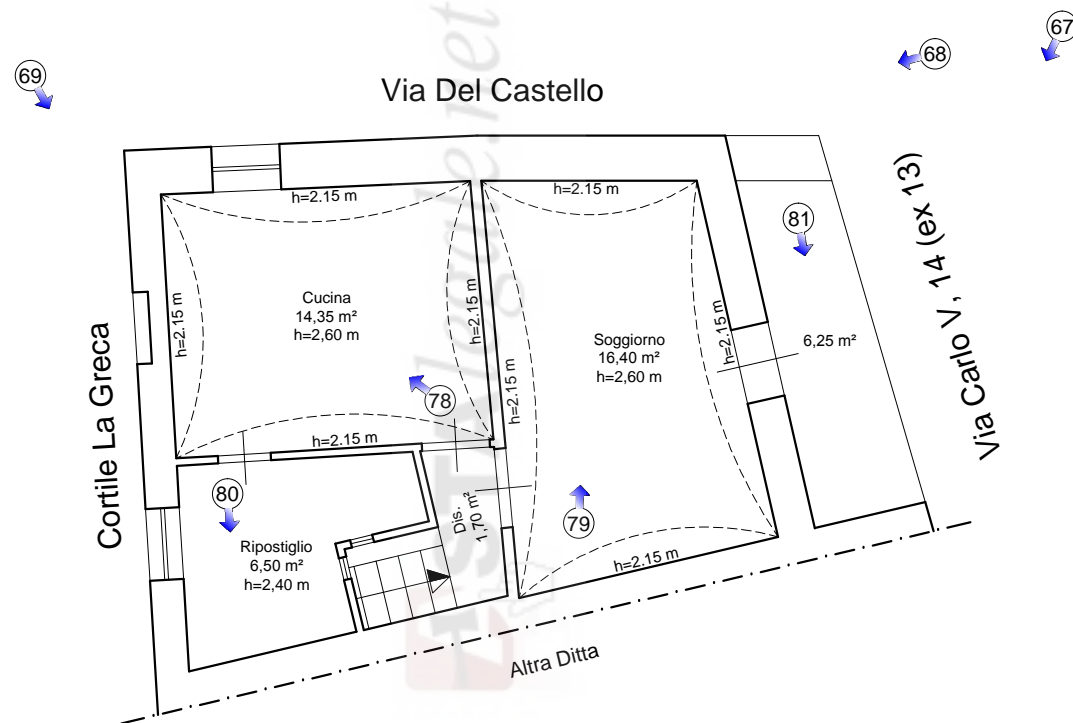 67
68
69
Via Del Castello
h=2.15 m
h=2.15 m
81
Via Carlo V, 14 (ex 13)
Cucina
14,35 m²
h=2,60 m
h=2.15 m
h=2.15 m
Soggiorno
16,40 m²
h=2,60 m
h=2.15 m
6,25 m²
h=2.15 m
78
h=2.15 m
Cortile La Greca
80
Dis.
1,70 m²
79
Ripostiglio
6,50 m²
h=2,40 m
h=2.15 m
Altra Ditta
ASTAlegale.net